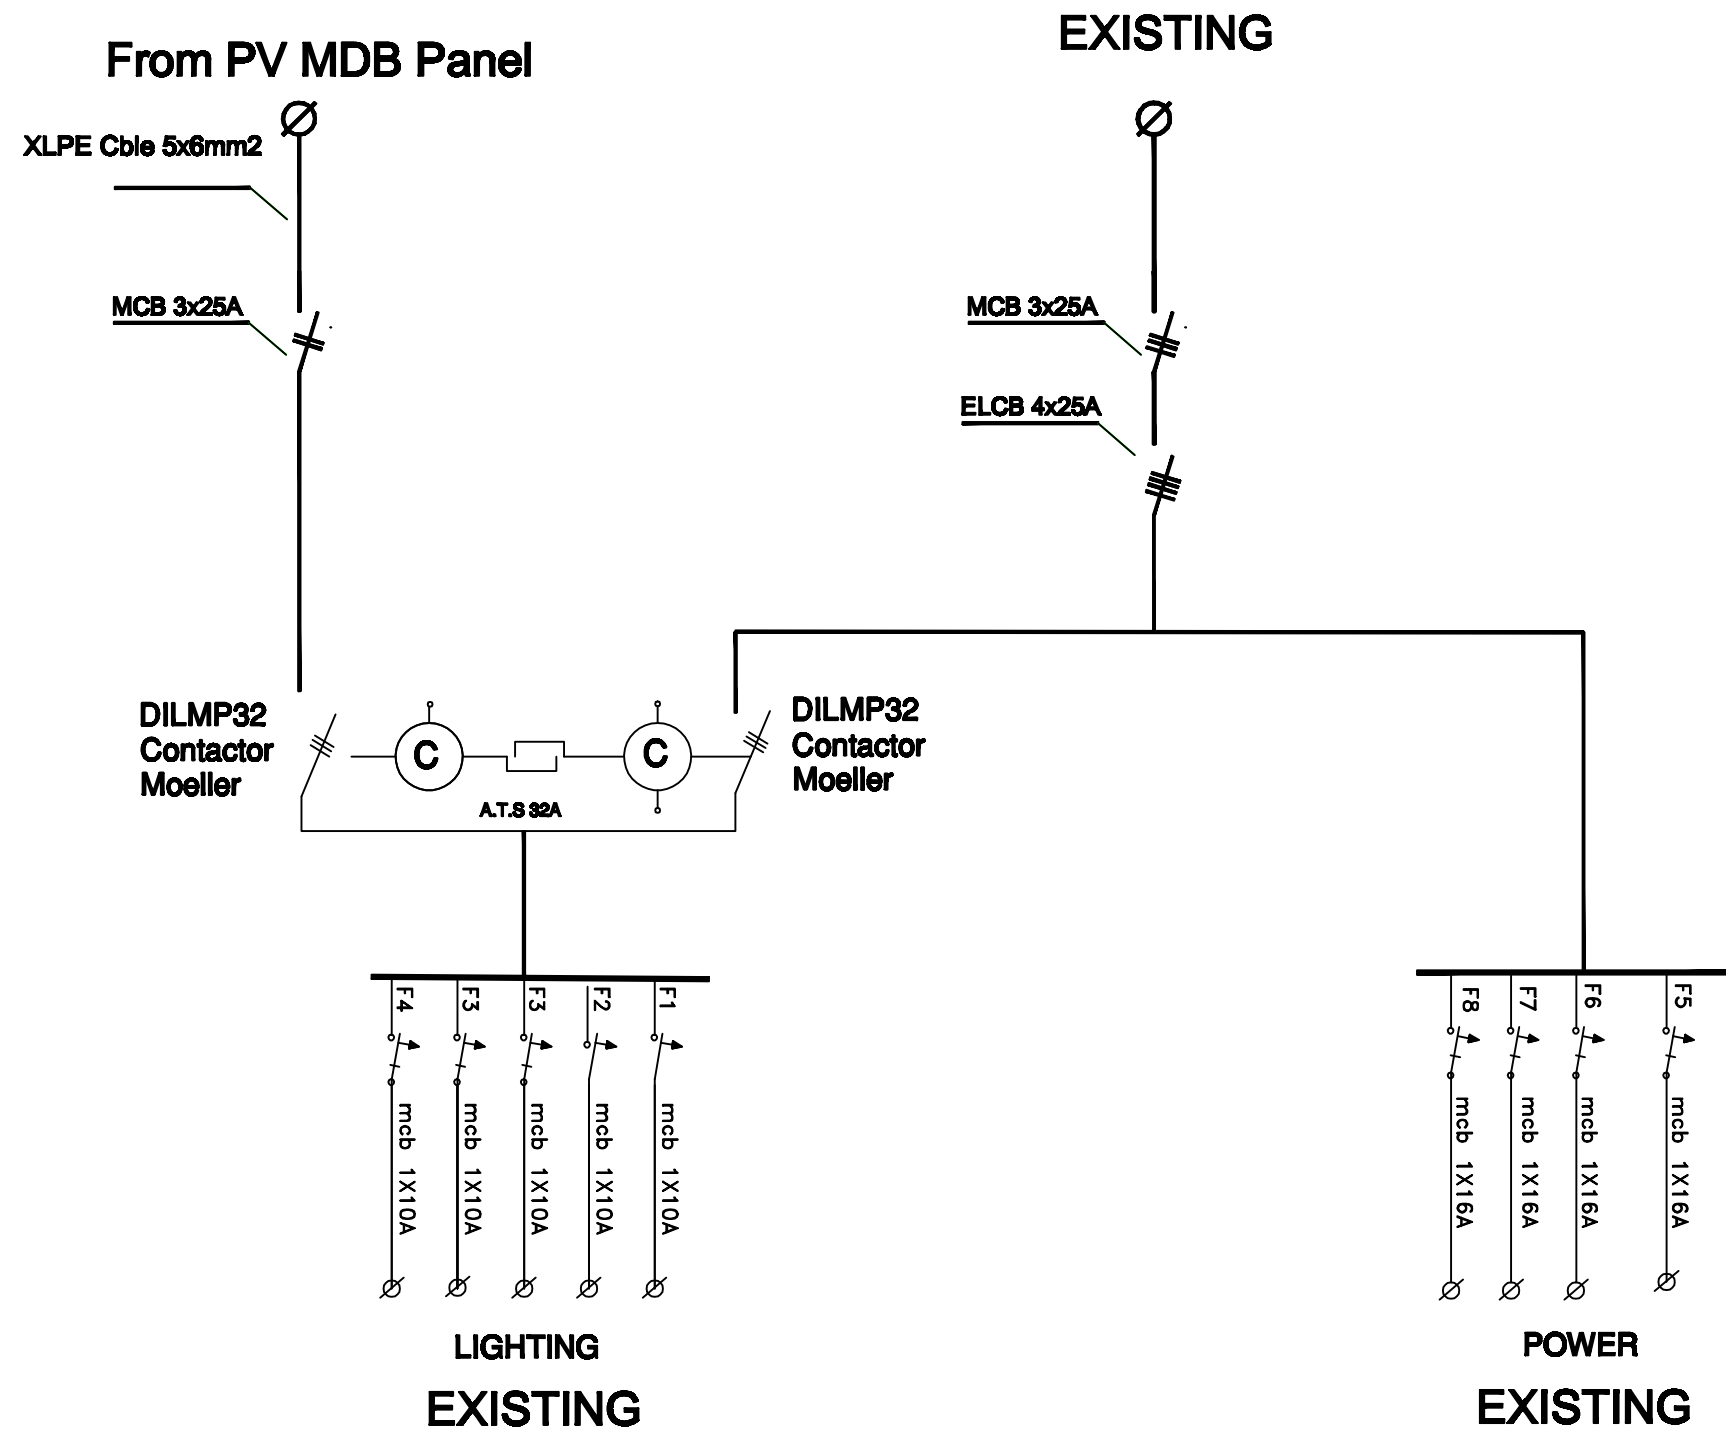 EXISTING
From PV MDB Panel
XLPE Cble 5x6mm2
MCB 3x25A
MCB 3x25A
ELCB 4x25A
DILMP32
Contactor
Moeller
C
C
DILMP32
Contactor
Moeller
A.T.S 32A
F4
F3
F3
F2
F1
F8
F7
F6
F5
mcb 1X10A
mcb 1X10A
mcb 1X10A
mcb 1X10A
mcb 1X10A
mcb 1X16A
mcb 1X16A
mcb 1X16A
mcb 1X16A
LIGHTING
EXISTING
POWER
EXISTING